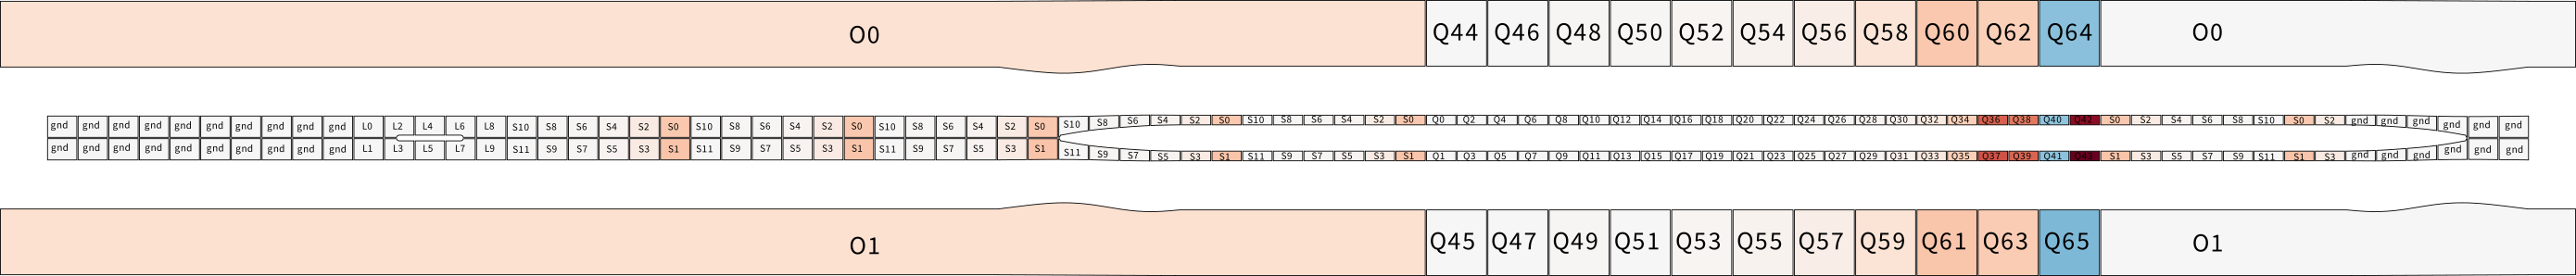 O0 Q44 Q46 Q48 Q50 Q52 Q54 Q56 Q58 Q60 Q62 Q64 O0
gnd gnd gnd gnd gnd gnd gnd gnd gnd gnd L0 L2 L4 L6 L8 S10 S8 S6 S4 S2 S0 S10 S8 S6 S4 S2 S0 S10 S8 S6 S4 S2 S0 S10 S8 S6 S4 S2 S0 S10 S8 S6 S4 S2 S0 Q0 Q2 Q4 Q6 Q8 Q10 Q12 Q14 Q16 Q18 Q20 Q22 Q24 Q26 Q28 Q30 Q32 Q34 Q36 Q38 Q40 Q42 S0 S2 S4 S6 S8 S10 S0 S2 gnd gnd gnd gnd gnd gnd
gnd gnd gnd gnd gnd gnd gnd gnd gnd gnd L1 L3 L5 L7 L9 S11 S9 S7 S5 S3 S1 S11 S9 S7 S5 S3 S1 S11 S9 S7 S5 S3 S1 S11 S9 S7 S5 S3 S1 S11 S9 S7 S5 S3 S1 Q1 Q3 Q5 Q7 Q9 Q11 Q13 Q15 Q17 Q19 Q21 Q23 Q25 Q27 Q29 Q31 Q33 Q35 Q37 Q39 Q41 Q43 S1 S3 S5 S7 S9 S11 S1 S3 gnd gnd gnd gnd gnd gnd
O1 Q45 Q47 Q49 Q51 Q53 Q55 Q57 Q59 Q61 Q63 Q65 O1